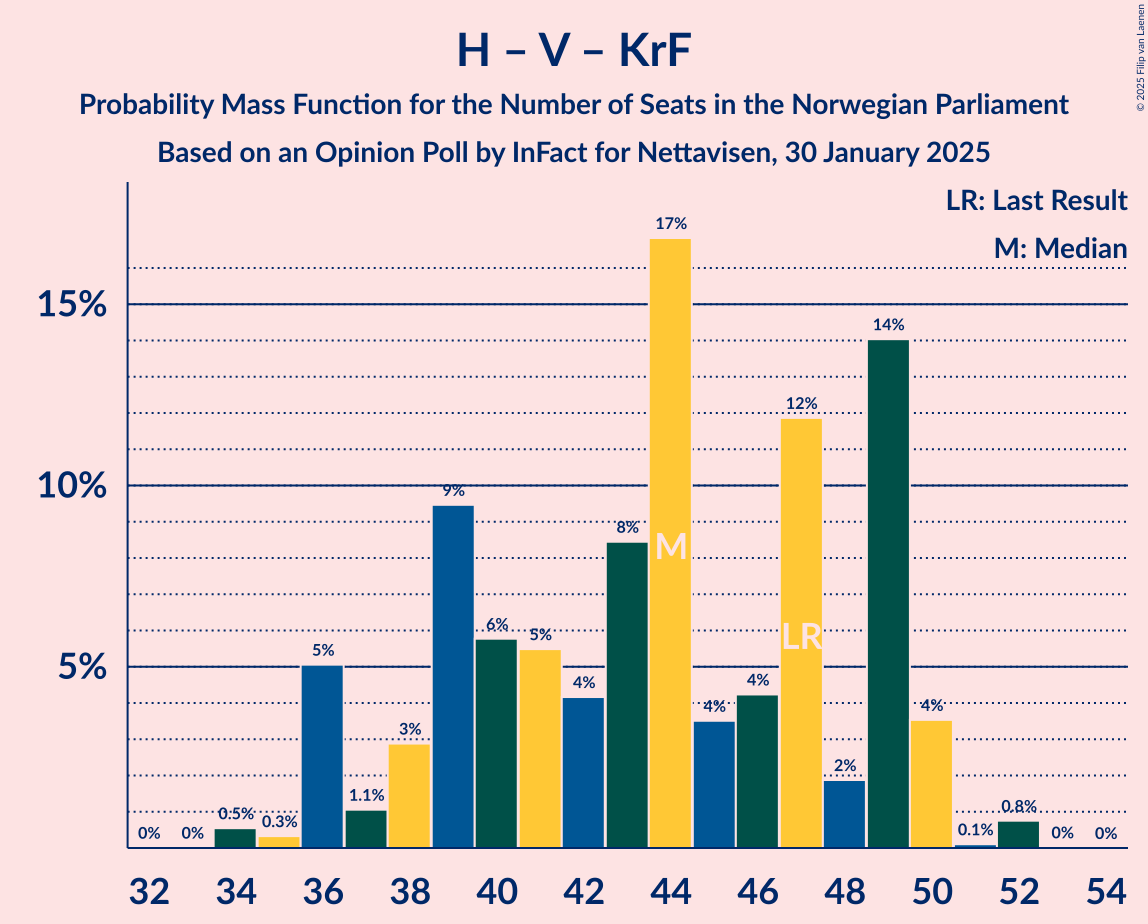 H – V – KrF
Probability Mass Function for the Number of Seats in the Norwegian Parliament
Based on an Opinion Poll by InFact for Nettavisen, 30 January 2025
© 2025 Filip van Laenen
LR: Last Result
M: Median
15%
10%
5%
0%
0%
0.5%
0.3%
5%
1.1%
3%
9%
6%
5%
4%
8%
17%
4%
4%
12%
2%
14%
4%
0.1%
0.8%
0%
0%
M
LR
32 34 36 38 40 42 44 46 48 50 52 54